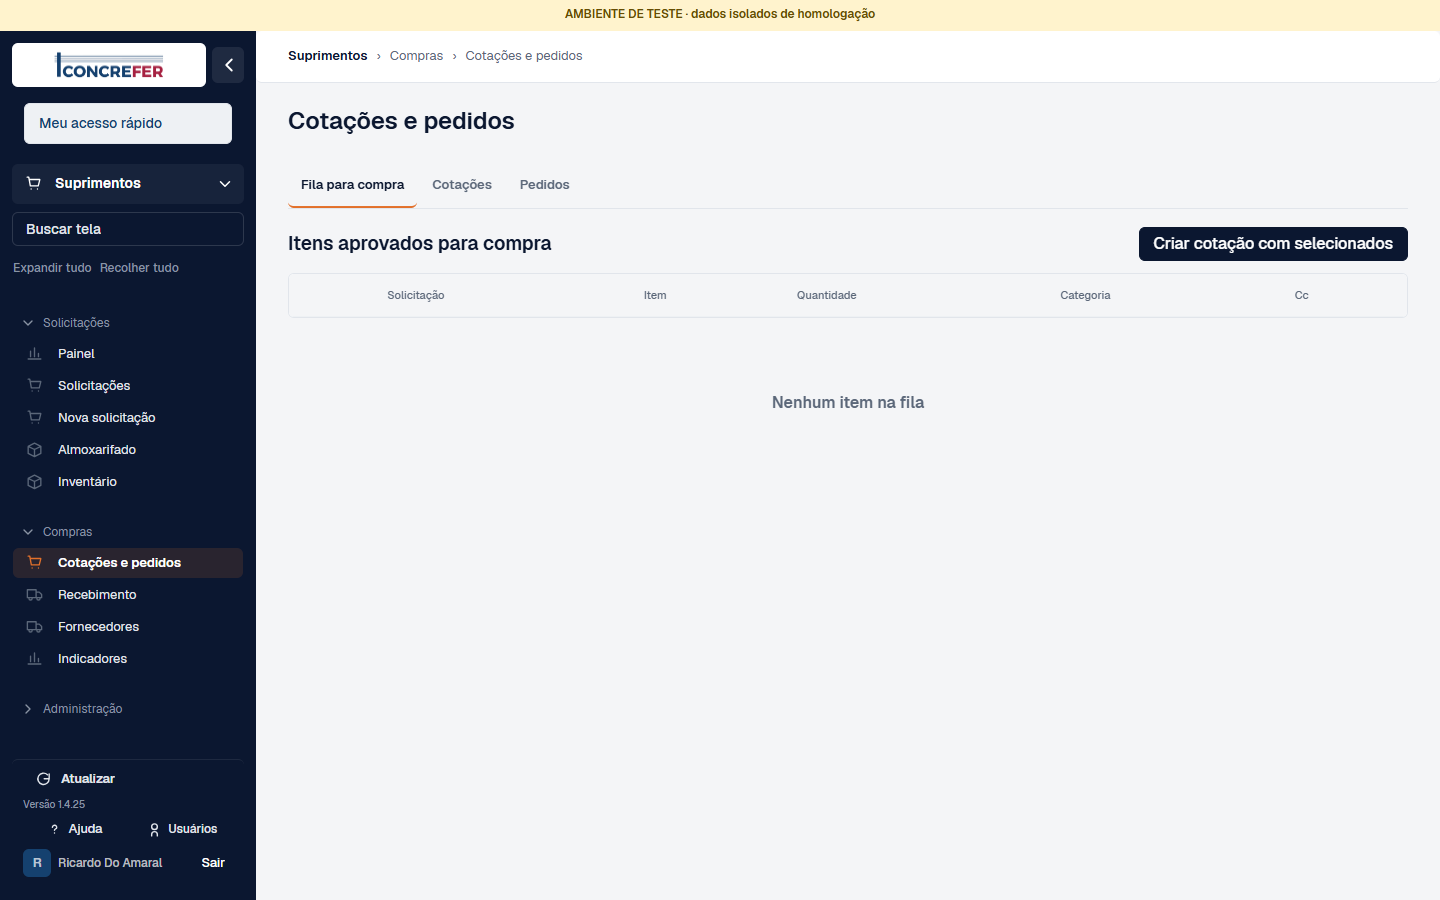 AMBIENTE DE TESTE · dados isolados de homologação
CONCREFER
Meu acesso rápido
Suprimentos
Buscar tela
Expandir tudo Recolher tudo
Solicitações
Painel
Solicitações
Nova solicitação
Almoxarifado
Inventário
Compras
Cotações e pedidos
Recebimento
Fornecedores
Indicadores
Administração
Atualizar
Versão 1.4.25
? Ajuda Usuários
R Ricardo Do Amaral Sair
Suprimentos › Compras › Cotações e pedidos
Cotações e pedidos
Fila para compra Cotações Pedidos
Itens aprovados para compra Criar cotação com selecionados
Solicitação Item Quantidade Categoria Cc
Nenhum item na fila